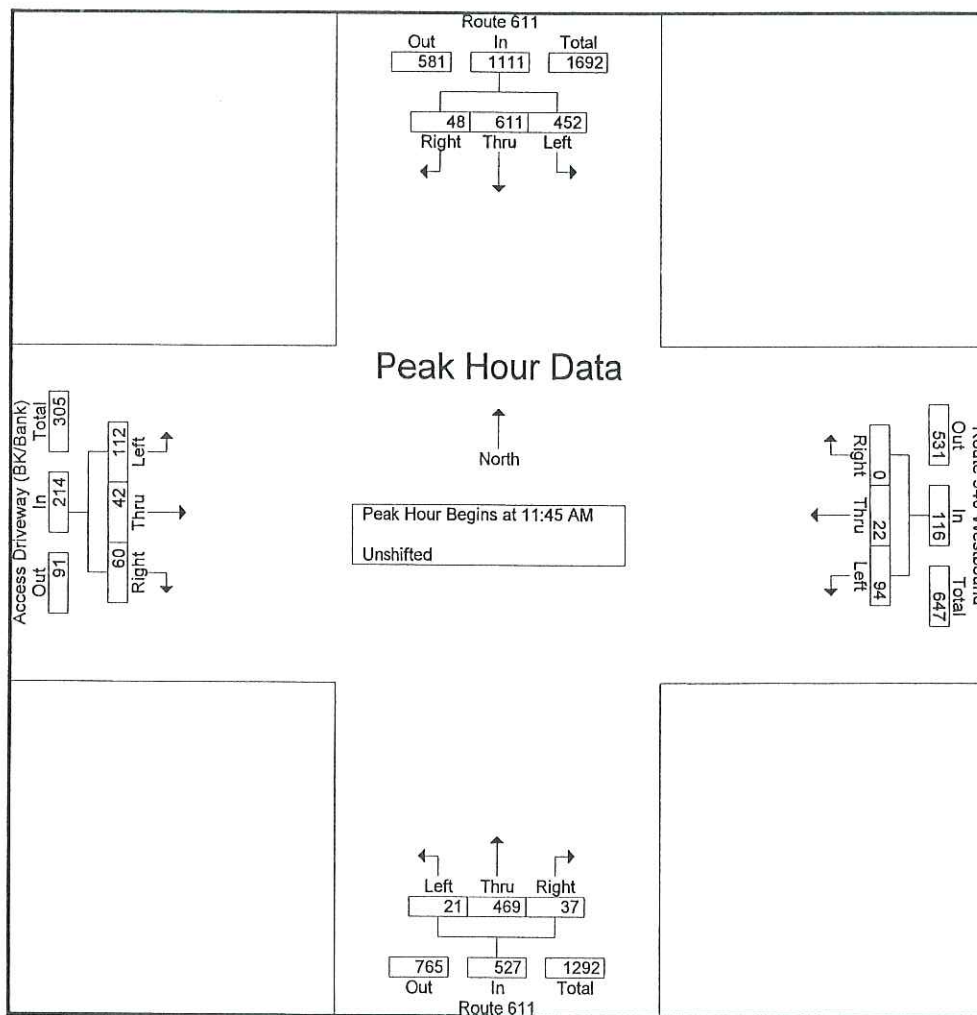 Route 611
Out In Total
581 1111 1692
48 611 452
Right Thru Left
Peak Hour Data
North
Peak Hour Begins at 11:45 AM
Unshifted
Access Driveway (BK/Bank)
Out In Total
91 214 305
112 42 60
Left Thru Right
Route Westbound
Out In Total
531 116 647
0 22 94
Right Thru Left
Left Thru Right
21 469 37
765 527 1292
Out In Total
Route 611